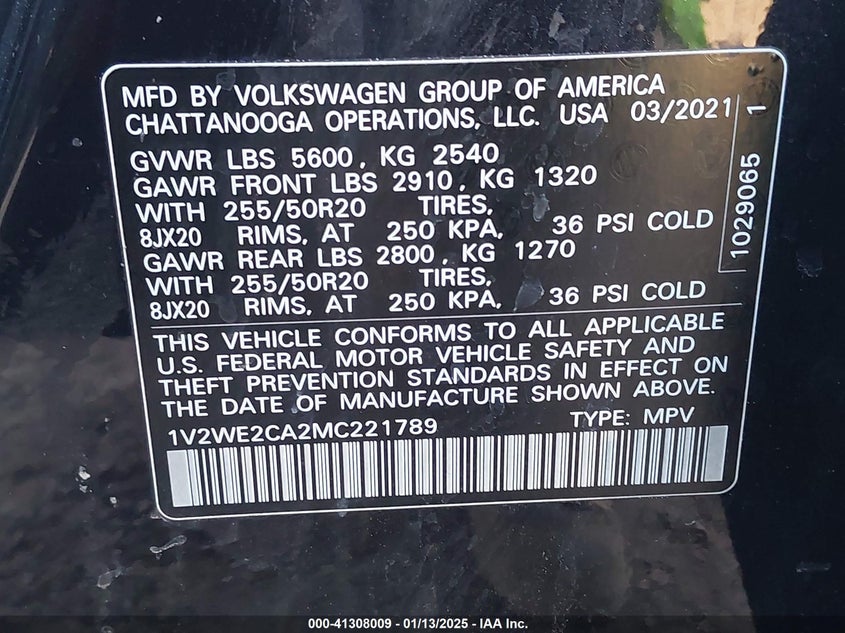 MFD BY VOLKSWAGEN GROUP OF AMERICA
CHATTANOOGA OPERATIONS, LLC. USA 03/2021
GVWR LBS 5600, KG 2540
GAWR FRONT LBS 2910, KG 1320
WITH 255/50R20 TIRES,
8JX20 RIMS, AT 250 KPA, 36 PSI COLD
GAWR REAR LBS 2800, KG 1270
WITH 255/50R20 TIRES,
8JX20 RIMS, AT 250 KPA, 36 PSI COLD
1029065 1
THIS VEHICLE CONFORMS TO ALL APPLICABLE
U.S. FEDERAL MOTOR VEHICLE SAFETY AND
THEFT PREVENTION STANDARDS IN EFFECT ON
THE DATE OF MANUFACTURE SHOWN ABOVE.
1V2WE2CA2MC221789 TYPE: MPV
000-41308009 - 01/13/2025 - IAA Inc.